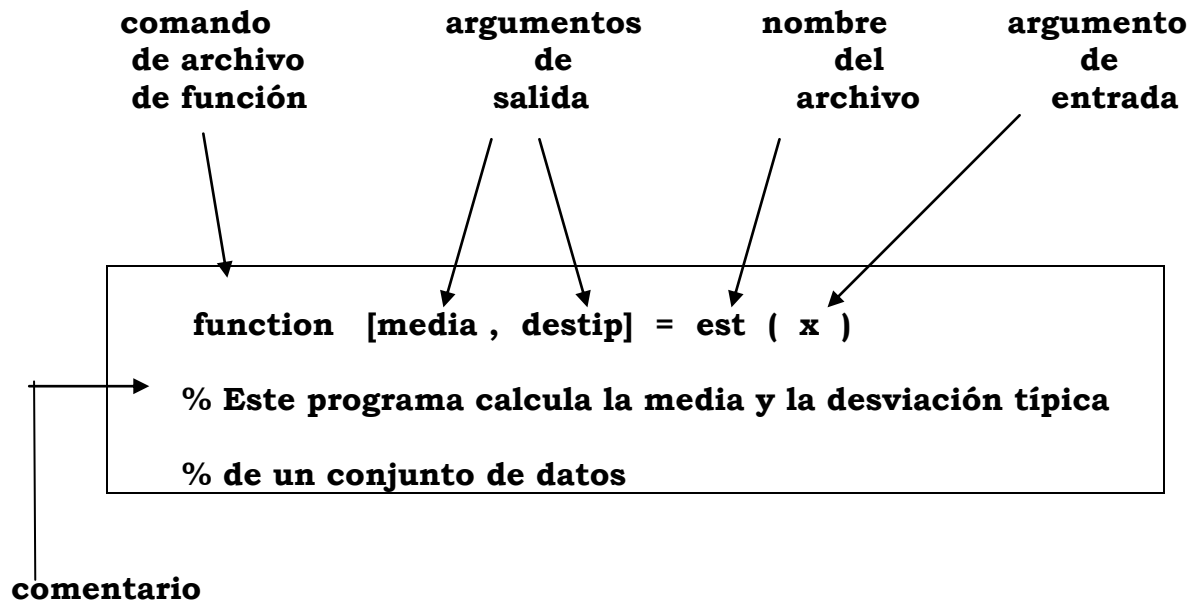 comando
de archivo
de función
argumentos
de
salida
nombre
del
archivo
argumento
de
entrada
function [media , destip] = est ( x )
% Este programa calcula la media y la desviación típica
% de un conjunto de datos
comentario